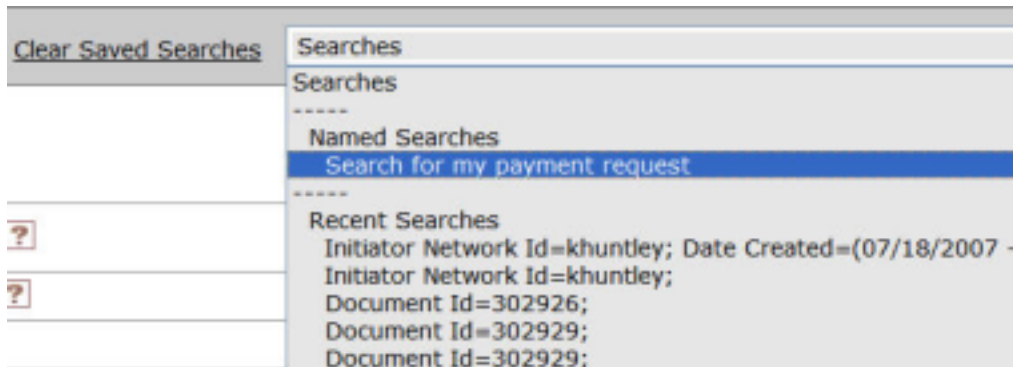 Clear Saved Searches
Searches
Searches
-----
Named Searches
Search for my payment request
-----
Recent Searches
?
Initiator Network Id=khuntley; Date Created=(07/18/2007 -
Initiator Network Id=khuntley;
?
Document Id=302926;
Document Id=302929;
Document Id=302929;